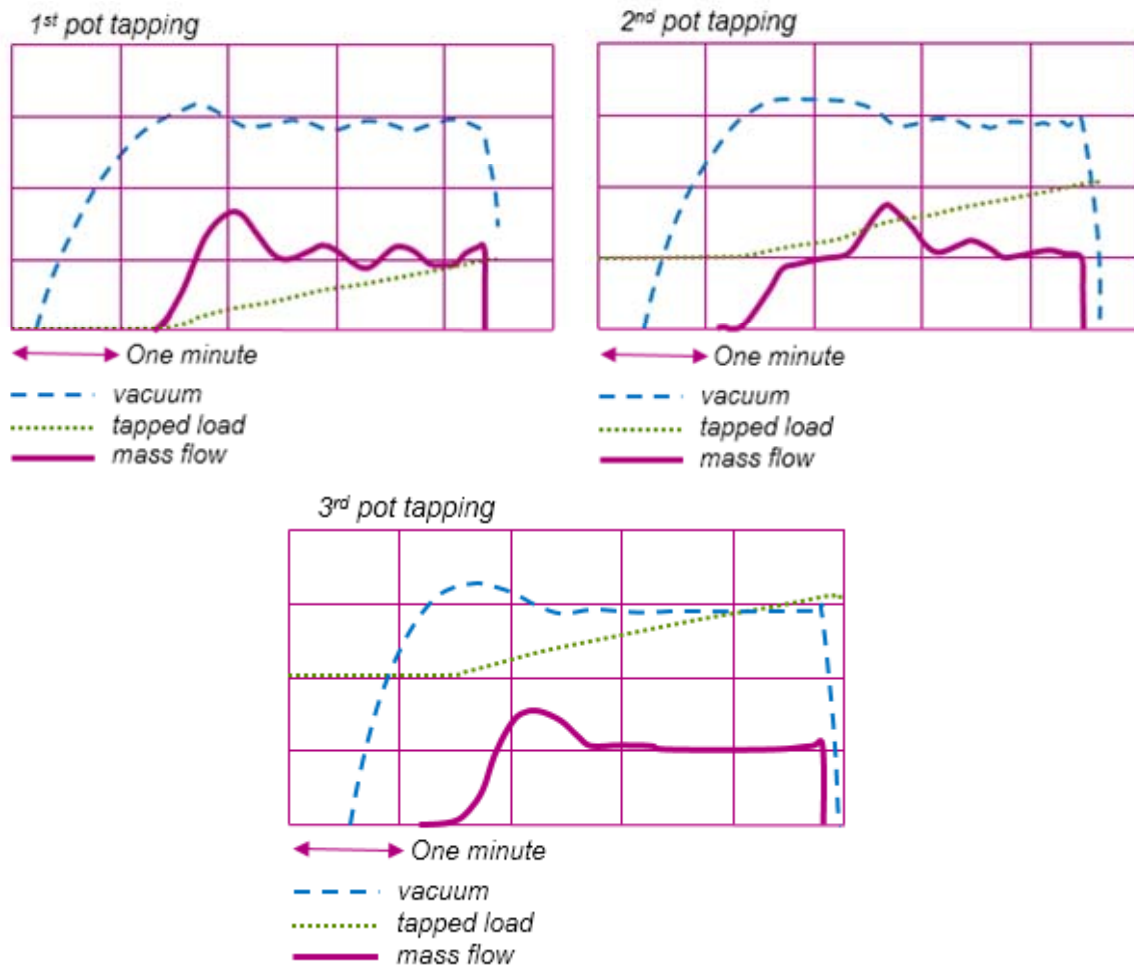 1st pot tapping
One minute
vacuum
tapped load
mass flow
2nd pot tapping
One minute
vacuum
tapped load
mass flow
3rd pot tapping
One minute
vacuum
tapped load
mass flow